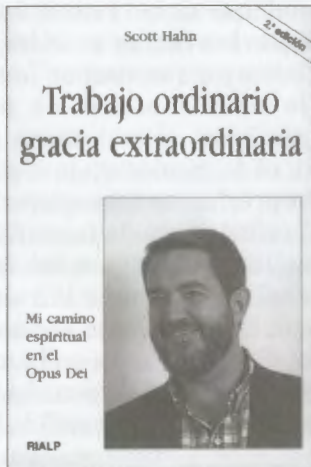 2.ª edición
Scott Hahn
Trabajo ordinario
gracia extraordinaria
Mi camino
espiritual
en el
Opus Dei
RIALP